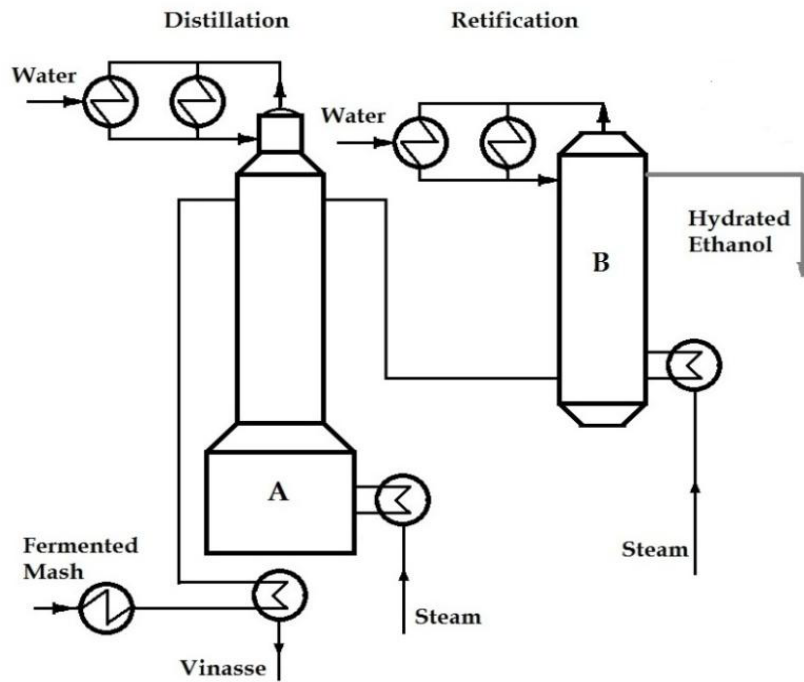 Distillation
Retification
Water
Water
Hydrated
Ethanol
B
A
Fermented
Mash
Steam
Steam
Vinasse